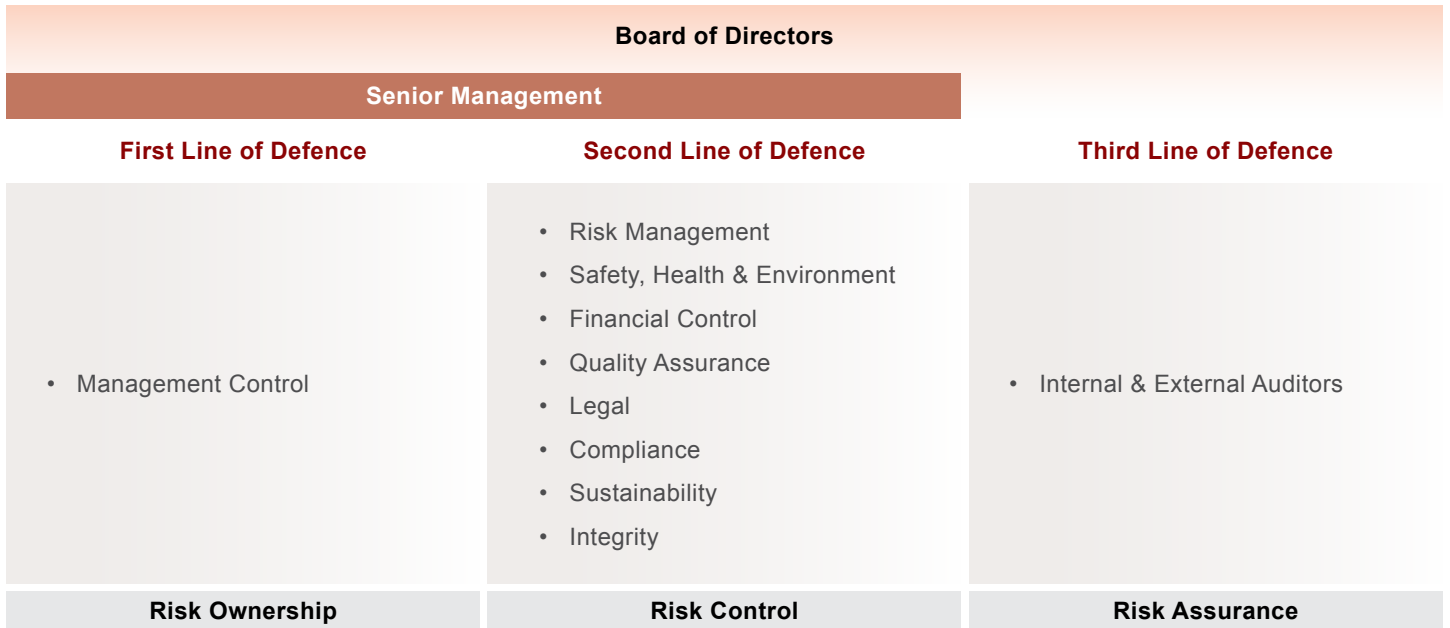 Board of Directors
Senior Management
First Line of Defence
Second Line of Defence
Third Line of Defence
• Management Control
• Risk Management
• Safety, Health & Environment
• Financial Control
• Quality Assurance
• Legal
• Compliance
• Sustainability
• Integrity
• Internal & External Auditors
Risk Ownership
Risk Control
Risk Assurance